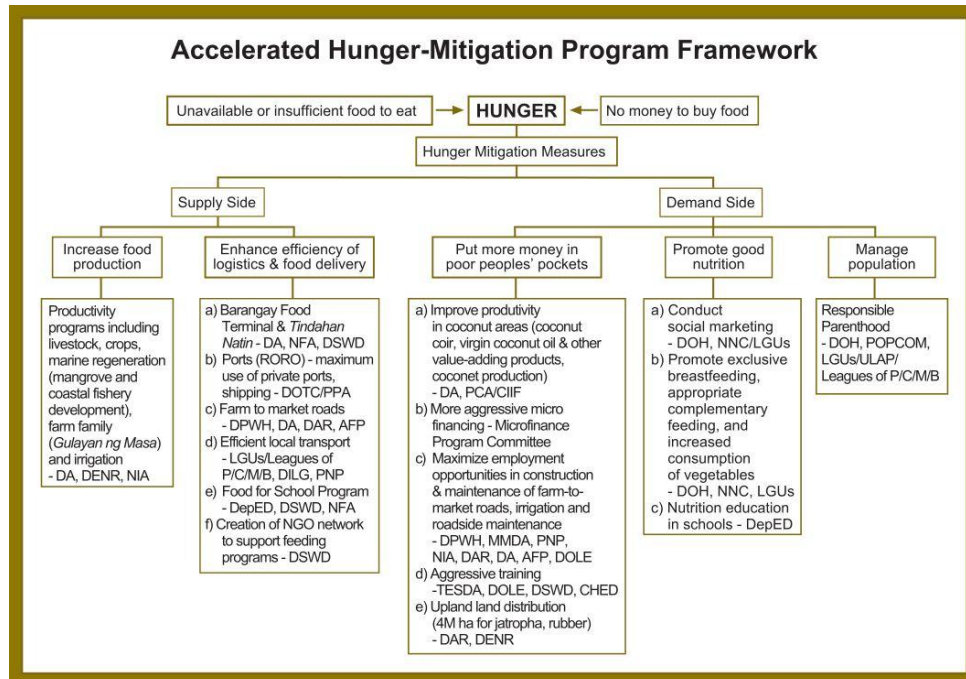 Accelerated Hunger-Mitigation Program Framework
Unavailable or insufficient food to eat
HUNGER
No money to buy food
Hunger Mitigation Measures
Supply Side
Demand Side
Increase food
production
Enhance efficiency of
logistics & food delivery
Put more money in
poor peoples' pockets
Promote good
nutrition
Manage
population
Productivity
programs including
livestock, crops,
marine regeneration
(mangrove and
coastal fishery
development),
farm family
(Gulayan ng Masa)
and irrigation
- DA, DENR, NIA
a) Barangay Food
Terminal & Tindahan
Natin - DA, NFA, DSWD
b) Ports (RORO) - maximum
use of private ports,
shipping - DOTC/PPA
c) Farm to market roads
- DPWH, DA, DAR, AFP
d) Efficient local transport
- LGUs/Leagues of
P/C/M/B, DILG, PNP
e) Food for School Program
- DepED, DSWD, NFA
f) Creation of NGO network
to support feeding
programs - DSWD
a) Improve produtivity
in coconut areas (coconut
coir, virgin coconut oil & other
value-adding products,
coconet production)
- DA, PCA/CIIF
b) More aggressive micro
financing - Microfinance
Program Committee
c) Maximize employment
opportunities in construction
& maintenance of farm-to-
market roads, irrigation and
roadside maintenance
- DPWH, MMDA, PNP,
NIA, DAR, DA, AFP, DOLE
d) Aggressive training
-TESDA, DOLE, DSWD, CHED
e) Upland land distribution
(4M ha for jatropha, rubber)
- DAR, DENR
a) Conduct
social marketing
- DOH, NNC/LGUs
b) Promote exclusive
breastfeeding,
appropriate
complementary
feeding, and
increased
consumption
of vegetables
- DOH, NNC, LGUs
c) Nutrition education
in schools - DepED
Responsible
Parenthood
- DOH, POPCOM,
LGUs/ULAP/
Leagues of P/C/M/B